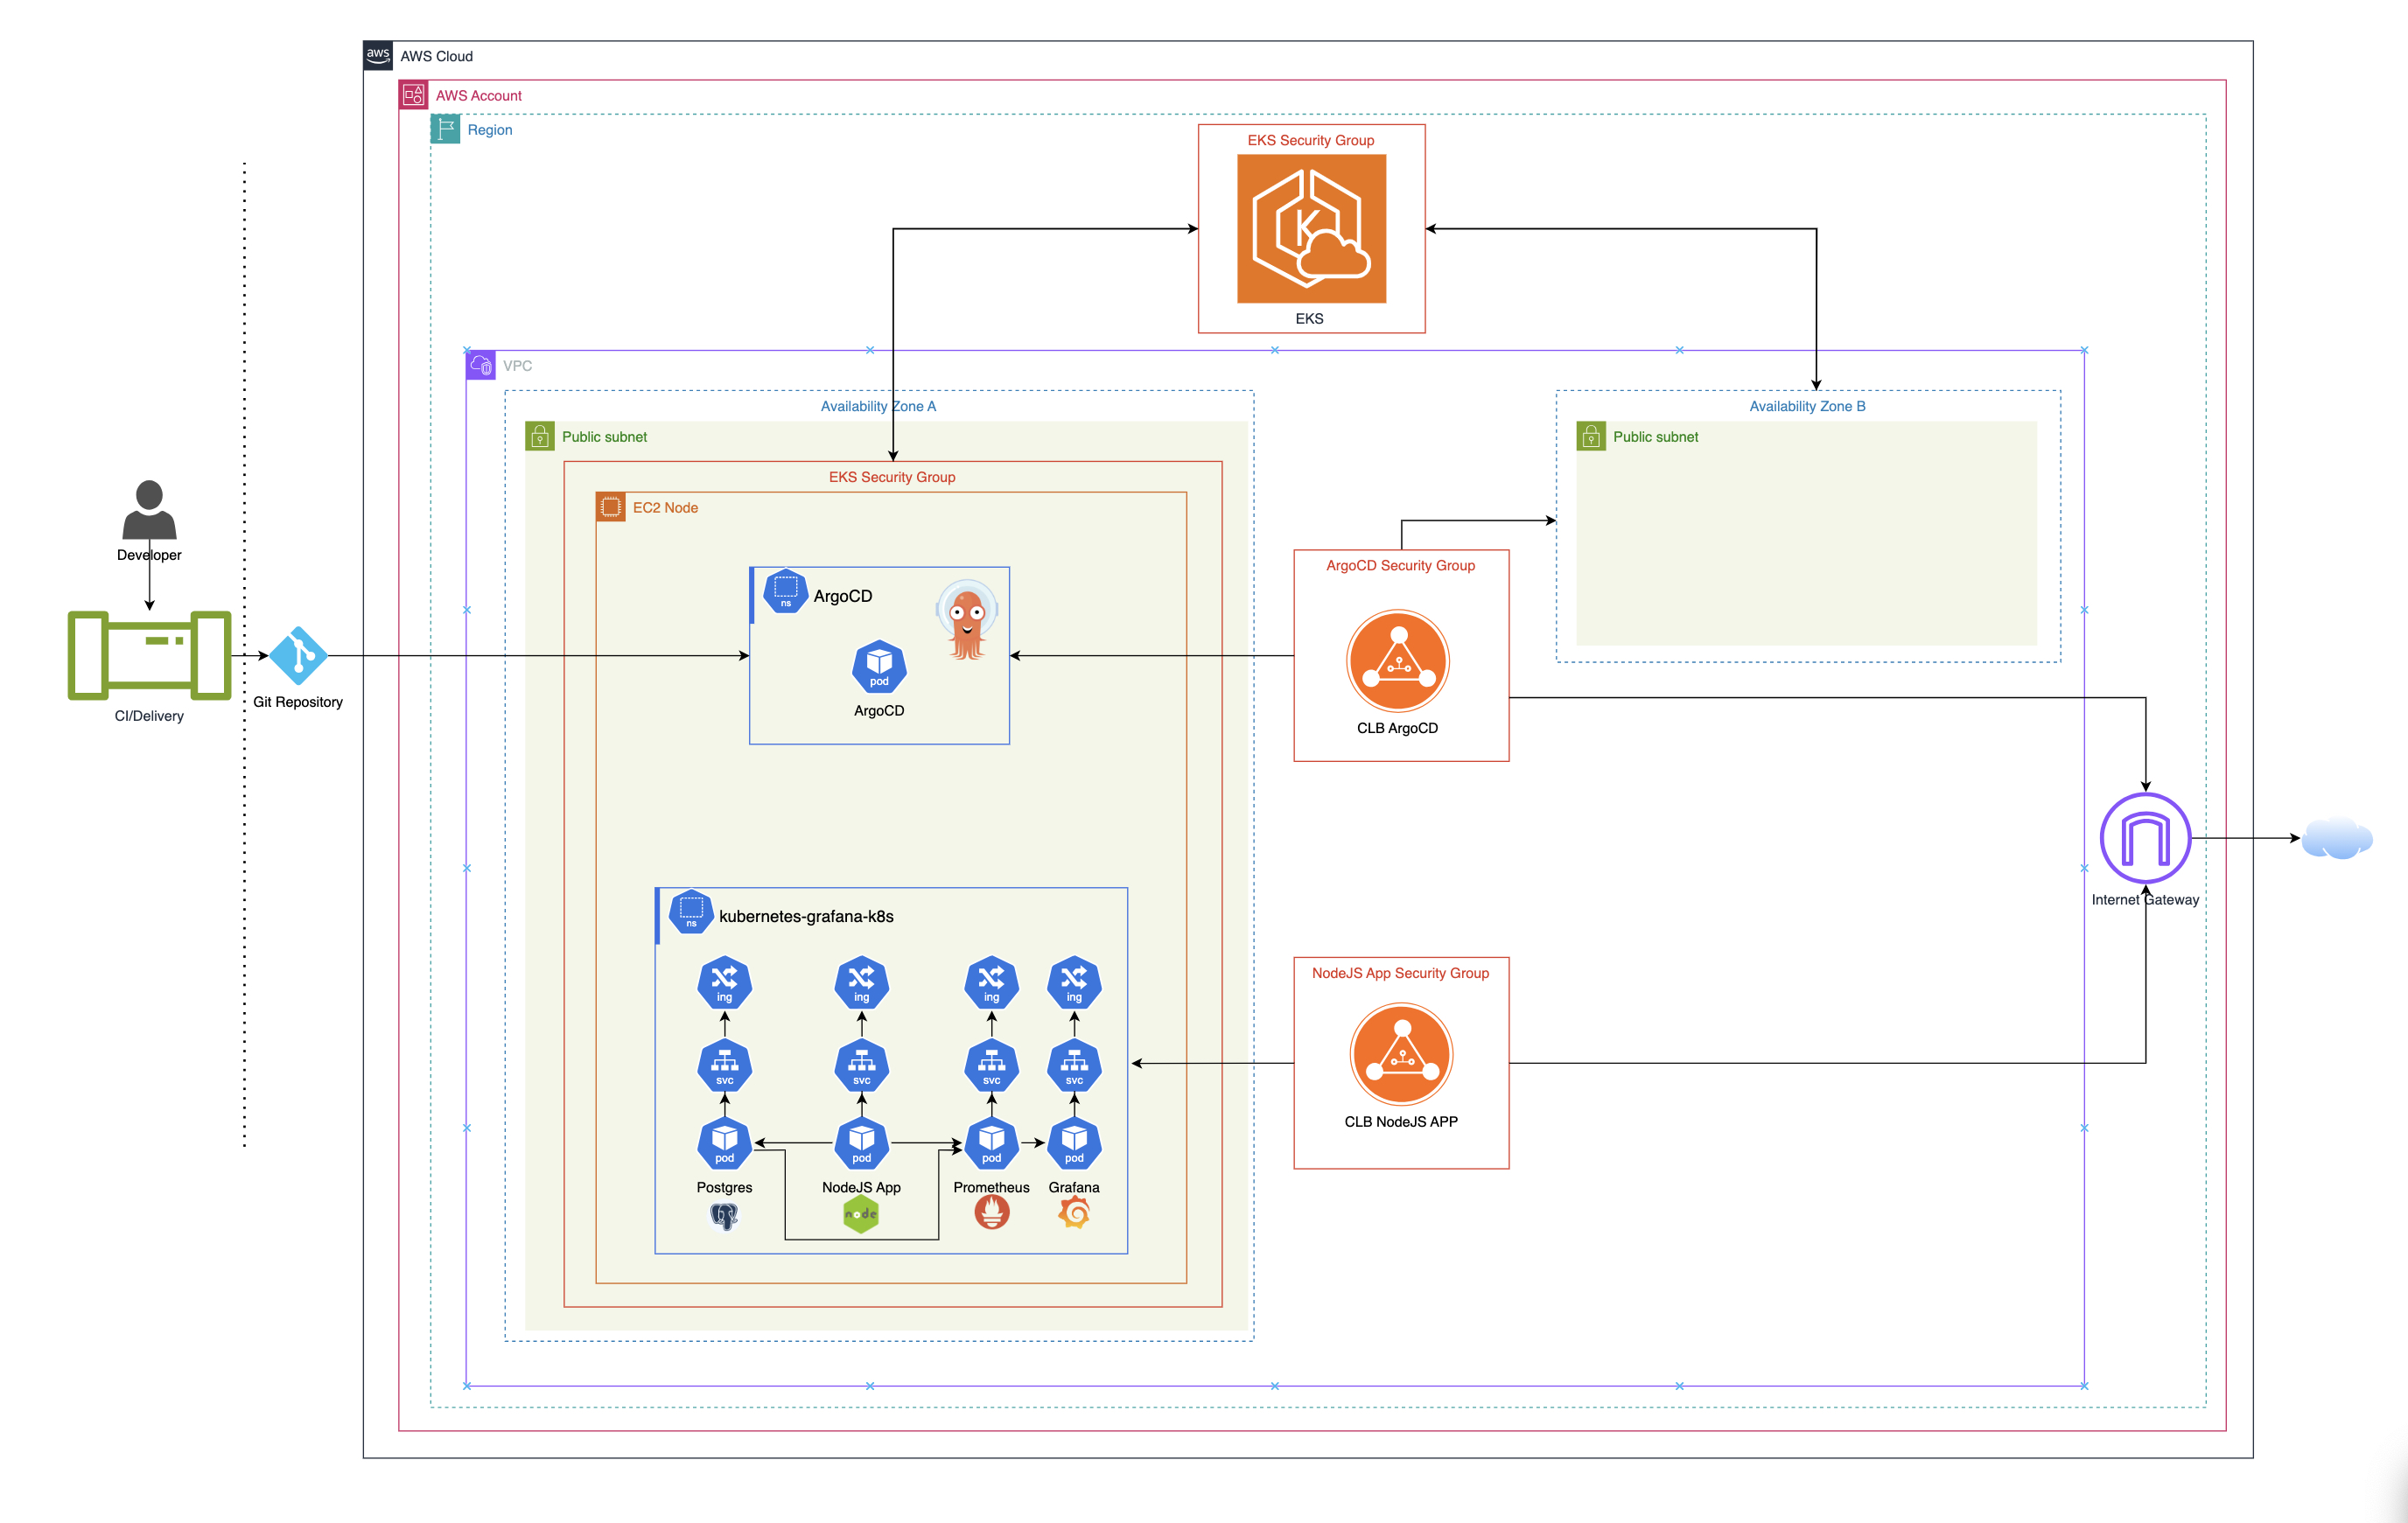 aws
AWS Cloud
AWS Account
Region
EKS Security Group
K
EKS
VPC
Availability Zone A
Availability Zone B
Public subnet
Public subnet
EKS Security Group
EC2 Node
Developer
ns
ArgoCD
ArgoCD Security Group
pod
ArgoCD
CLB ArgoCD
Git Repository
CI/Delivery
Internet Gateway
ns
kubernetes-grafana-k8s
ing
ing
ing
ing
NodeJS App Security Group
svc
svc
svc
svc
CLB NodeJS APP
pod
pod
pod
pod
Postgres
NodeJS App
Prometheus
Grafana
node